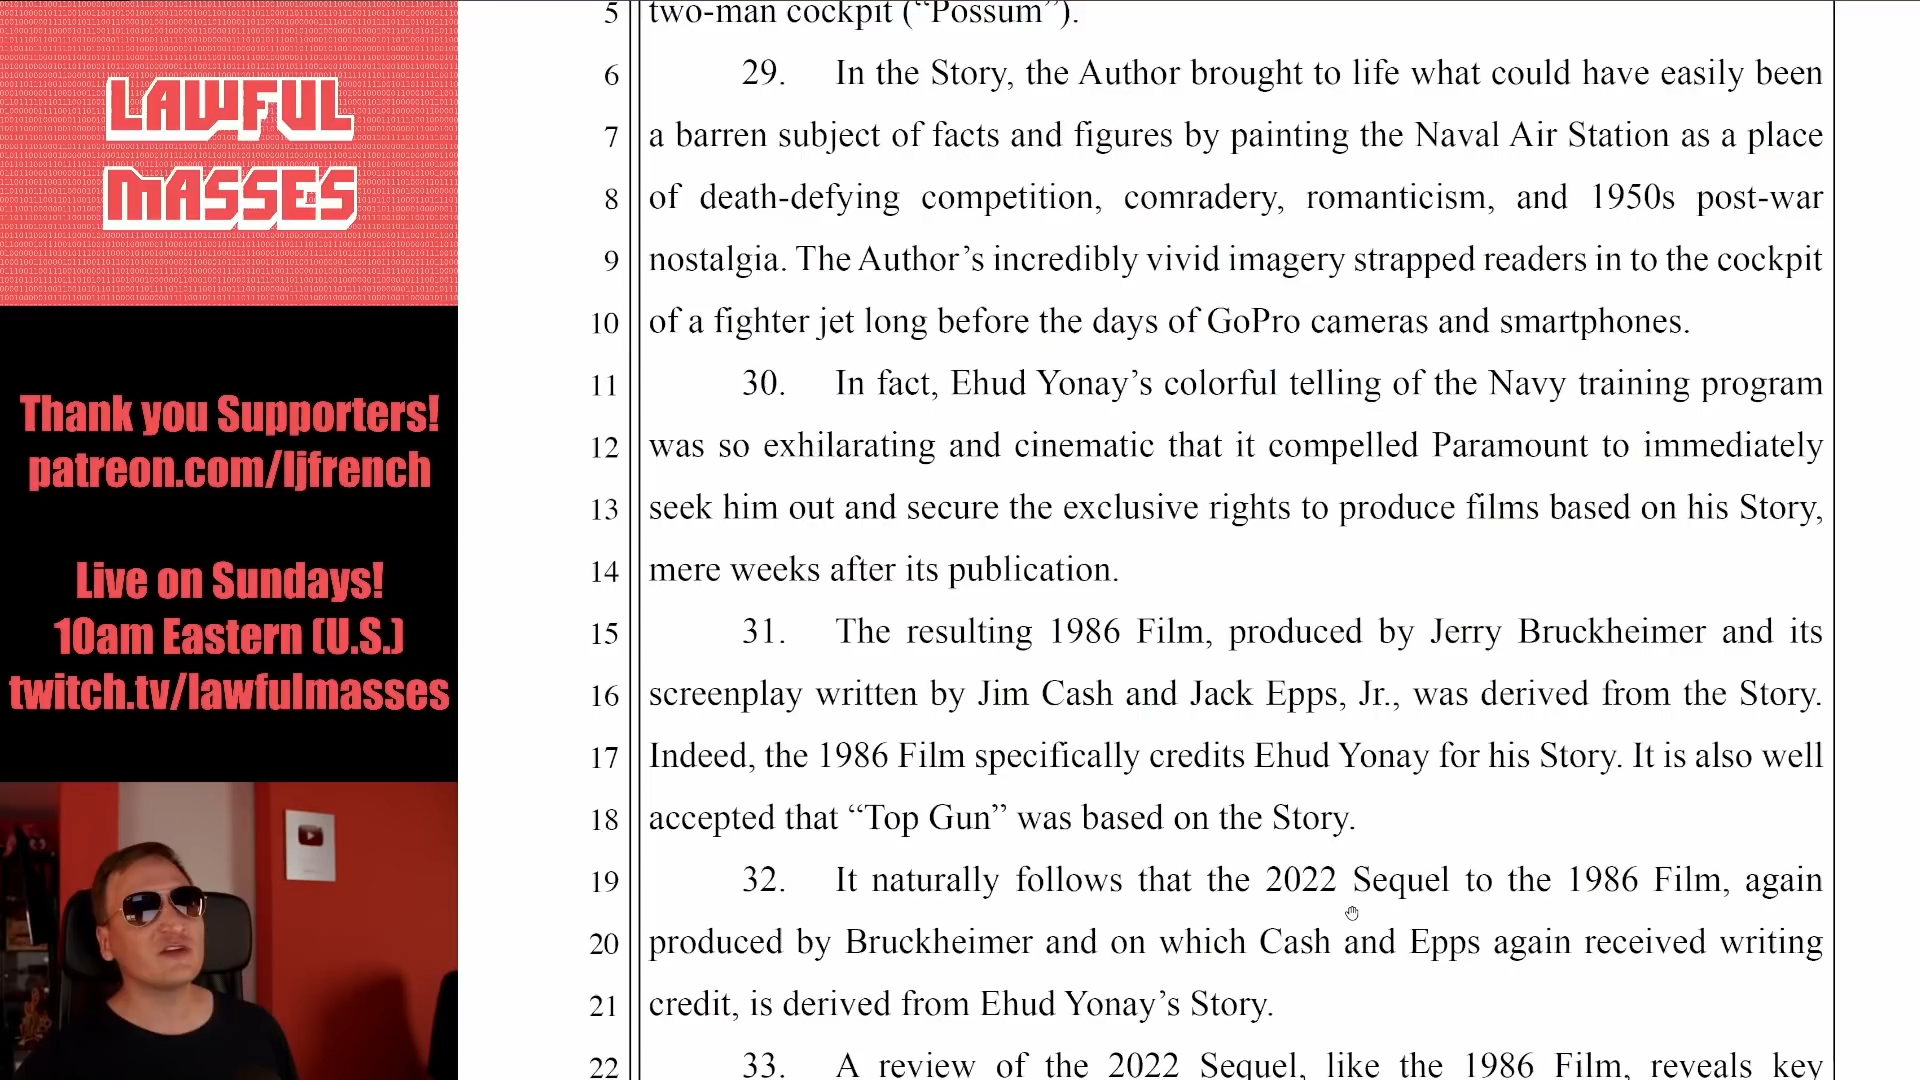 LAWFUL
MASSES
Thank you Supporters!
patreon.com/ljfrench
Live on Sundays!
10am Eastern (U.S.)
twitch.tv/lawfulmasses
5 two-man cockpit (“Possum”).
6 29. In the Story, the Author brought to life what could have easily been
7 a barren subject of facts and figures by painting the Naval Air Station as a place
8 of death-defying competition, comradery, romanticism, and 1950s post-war
9 nostalgia. The Author’s incredibly vivid imagery strapped readers in to the cockpit
10 of a fighter jet long before the days of GoPro cameras and smartphones.
11 30. In fact, Ehud Yonay’s colorful telling of the Navy training program
12 was so exhilarating and cinematic that it compelled Paramount to immediately
13 seek him out and secure the exclusive rights to produce films based on his Story,
14 mere weeks after its publication.
15 31. The resulting 1986 Film, produced by Jerry Bruckheimer and its
16 screenplay written by Jim Cash and Jack Epps, Jr., was derived from the Story.
17 Indeed, the 1986 Film specifically credits Ehud Yonay for his Story. It is also well
18 accepted that “Top Gun” was based on the Story.
19 32. It naturally follows that the 2022 Sequel to the 1986 Film, again
20 produced by Bruckheimer and on which Cash and Epps again received writing
21 credit, is derived from Ehud Yonay’s Story.
22 33. A review of the 2022 Sequel, like the 1986 Film, reveals key